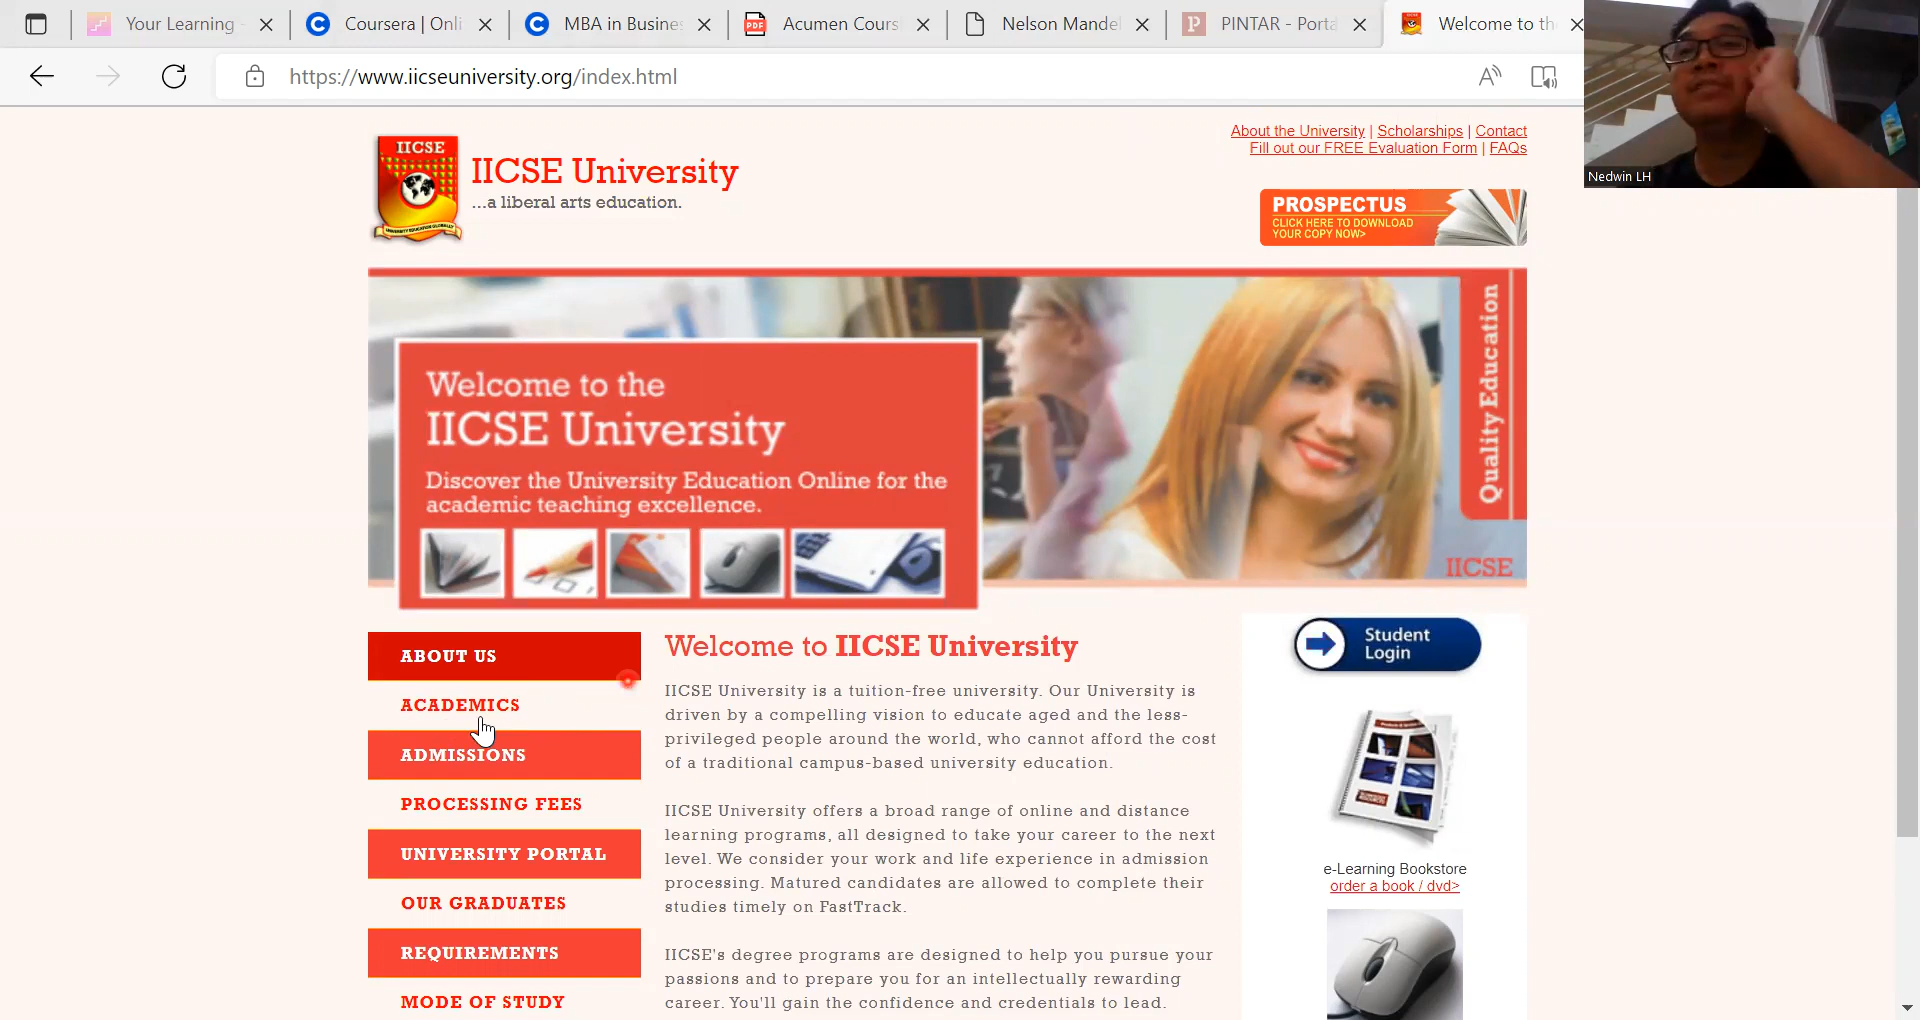 Your Learning -
Coursera | Onli
MBA in Busine
Acumen Cours
Nelson Mandel
PINTAR - Porta
Welcome to th
https://www.iicseuniversity.org/index.html
Nedwin LH
IICSE
UNIVERSITY EDUCATION GLOBALLY
IICSE University
...a liberal arts education.
About the University | Scholarships | Contact
Fill out our FREE Evaluation Form | FAQs
PROSPECTUS
CLICK HERE TO DOWNLOAD
YOUR COPY NOW>
Welcome to the
IICSE University
Discover the University Education Online for the
academic teaching excellence.
Quality Education
IICSE
ABOUT US
ACADEMICS
ADMISSIONS
PROCESSING FEES
UNIVERSITY PORTAL
OUR GRADUATES
REQUIREMENTS
MODE OF STUDY
Welcome to IICSE University
IICSE University is a tuition-free university. Our University is
driven by a compelling vision to educate aged and the less-
privileged people around the world, who cannot afford the cost
of a traditional campus-based university education.
IICSE University offers a broad range of online and distance
learning programs, all designed to take your career to the next
level. We consider your work and life experience in admission
processing. Matured candidates are allowed to complete their
studies timely on FastTrack.
IICSE's degree programs are designed to help you pursue your
passions and to prepare you for an intellectually rewarding
career. You'll gain the confidence and credentials to lead.
Student
Login
e-Learning Bookstore
order a book / dvd>